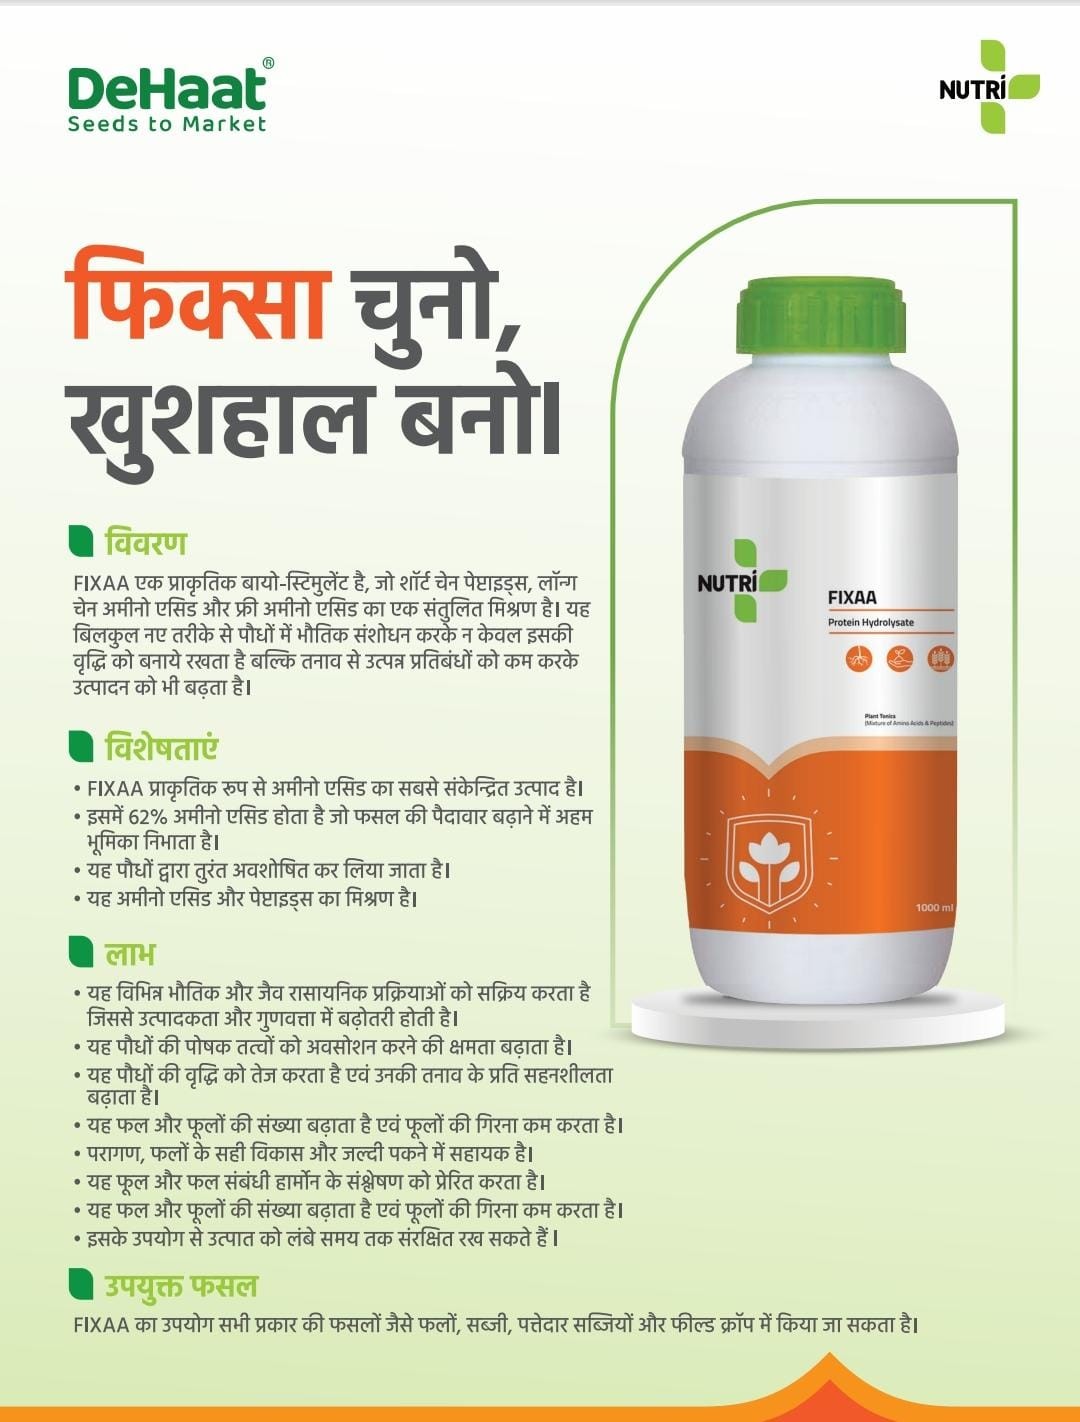 DeHaat®
Seeds to Market
NUTRI
फिक्सा चुनो,
खुशहाल बनो।
विवरण
FIXAA एक प्राकृतिक बायो-स्टिमुलेंट है, जो शॉर्ट चेन पेप्टाइड्स, लॉन्ग
चेन अमीनो एसिड और फ्री अमीनो एसिड का एक संतुलित मिश्रण है। यह
बिलकुल नए तरीके से पौधों में भौतिक संशोधन करके न केवल इसकी
वृद्धि को बनाये रखता है बल्कि तनाव से उत्पन्न प्रतिबंधों को कम करके
उत्पादन को भी बढ़ता है।
विशेषताएं
• FIXAA प्राकृतिक रूप से अमीनो एसिड का सबसे संकेन्द्रित उत्पाद है।
• इसमें 62% अमीनो एसिड होता है जो फसल की पैदावार बढ़ाने में अहम
भूमिका निभाता है।
• यह पौधों द्वारा तुरंत अवशोषित कर लिया जाता है।
• यह अमीनो एसिड और पेप्टाइड्स का मिश्रण है।
लाभ
• यह विभिन्न भौतिक और जैव रासायनिक प्रक्रियाओं को सक्रिय करता है
जिससे उत्पादकता और गुणवत्ता में बढ़ोतरी होती है।
• यह पौधों की पोषक तत्वों को अवसोशन करने की क्षमता बढ़ाता है।
• यह पौधों की वृद्धि को तेज करता है एवं उनकी तनाव के प्रति सहनशीलता
बढ़ाता है।
• यह फल और फूलों की संख्या बढ़ाता है एवं फूलों की गिरना कम करता है।
• परागण, फलों के सही विकास और जल्दी पकने में सहायक है।
• यह फूल और फल संबंधी हार्मोन के संश्लेषण को प्रेरित करता है।
• यह फल और फूलों की संख्या बढ़ाता है एवं फूलों की गिरना कम करता है।
• इसके उपयोग से उत्पात को लंबे समय तक संरक्षित रख सकते हैं ।
उपयुक्त फसल
FIXAA का उपयोग सभी प्रकार की फसलों जैसे फलों, सब्जी, पत्तेदार सब्जियों और फील्ड क्रॉप में किया जा सकता है।
NUTRI
FIXAA
Protein Hydrolysate
Plant Tonics
(Mixture of Amino Acids & Peptides)
1000 ml